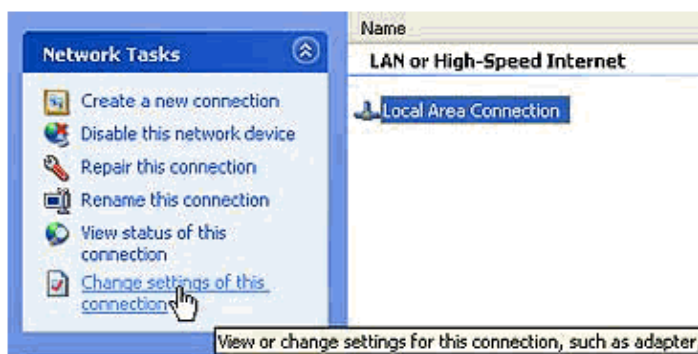 Name
LAN or High-Speed Internet
Local Area Connection
Network Tasks
Create a new connection
Disable this network device
Repair this connection
Rename this connection
View status of this
connection
Change settings of this
connection
View or change settings for this connection, such as adapter